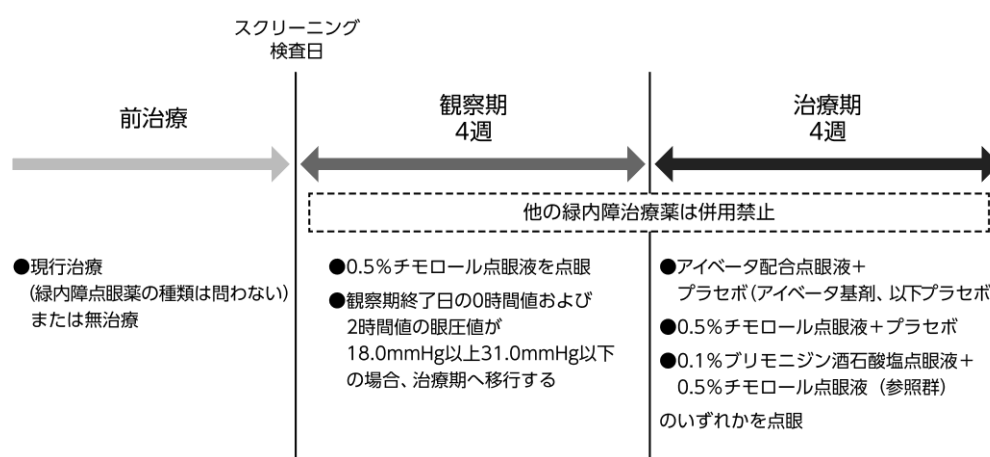 スクリーニング
検査日
前治療
観察期
4週
治療期
4週
他の緑内障治療薬は併用禁止
●現行治療
（緑内障点眼薬の種類は問わない）
または無治療
●0.5％チモロール点眼液を点眼
●観察期終了日の0時間値および
2時間値の眼圧値が
18.0mmHg以上31.0mmHg以下
の場合、治療期へ移行する
●アイベータ配合点眼液＋
プラセボ（アイベータ基剤、以下プラセボ
●0.5％チモロール点眼液＋プラセボ
●0.1％ブリモニジン酒石酸塩点眼液＋
0.5％チモロール点眼液（参照群）
のいずれかを点眼